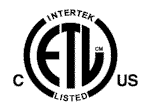 INTERTEK
ETL CM
C US
LISTED